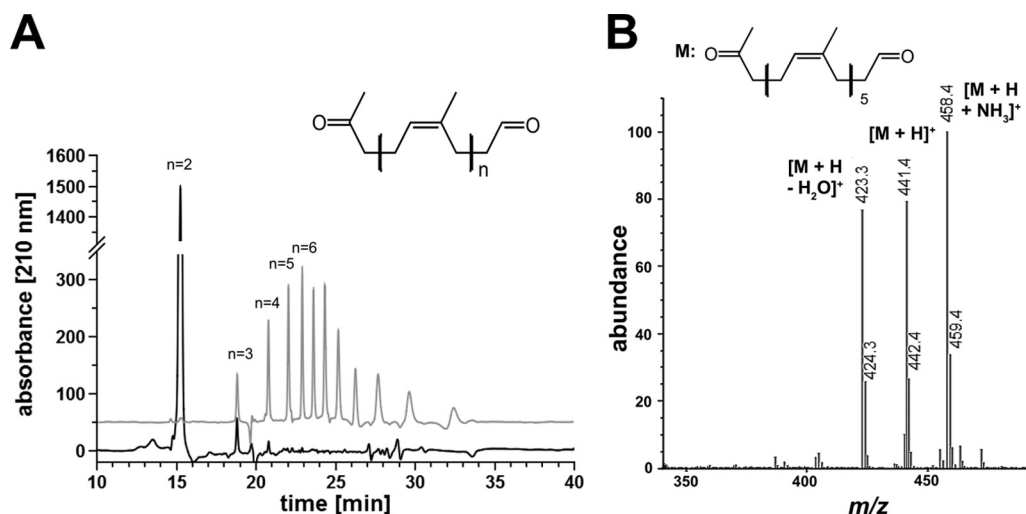 A
O
O
n
1600
1500
1400
300
200
100
0
n=2
n=3
n=4
n=5
n=6
absorbance [210 nm]
10 15 20 25 30 35 40
time [min]
B
M:
O
O
5
[M + H
- H₂O]⁺
[M + H]⁺
[M + H
+ NH₃]⁺
423.3
424.3
441.4
442.4
458.4
459.4
100
80
60
40
20
0
abundance
350 400 450
m/z